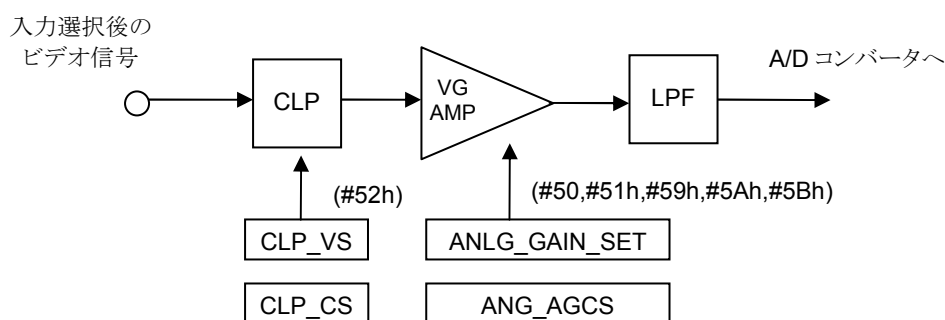 入力選択後の
ビデオ信号
CLP
VG
AMP
LPF
A/D コンバータへ
(#52h)
(#50,#51h,#59h,#5Ah,#5Bh)
CLP_VS
ANLG_GAIN_SET
CLP_CS
ANG_AGCS